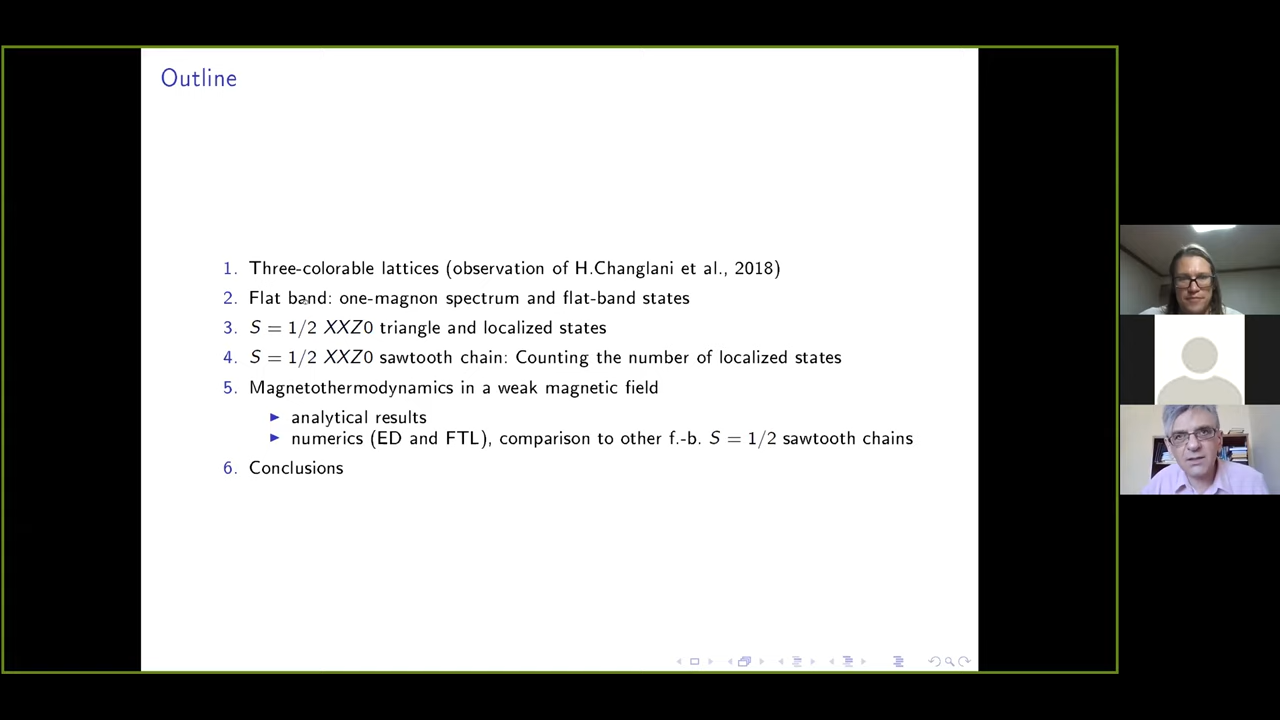 Outline
1. Three-colorable lattices (observation of H.Changlani et al., 2018)
2. Flat band: one-magnon spectrum and flat-band states
3. S = 1/2 XXZ0 triangle and localized states
4. S = 1/2 XXZ0 sawtooth chain: Counting the number of localized states
5. Magnetothermodynamics in a weak magnetic field
▶ analytical results
▶ numerics (ED and FTL), comparison to other f.-b. S = 1/2 sawtooth chains
6. Conclusions